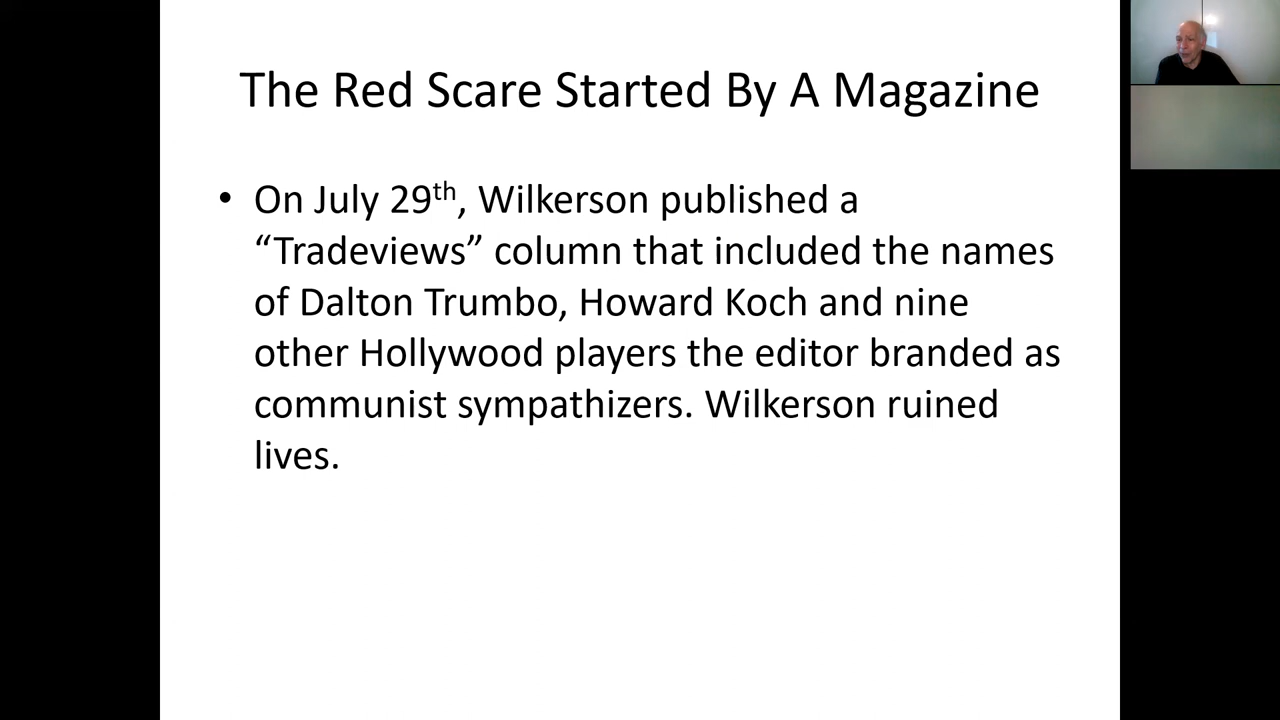 The Red Scare Started By A Magazine
• On July 29th, Wilkerson published a
“Tradeviews” column that included the names
of Dalton Trumbo, Howard Koch and nine
other Hollywood players the editor branded as
communist sympathizers. Wilkerson ruined
lives.